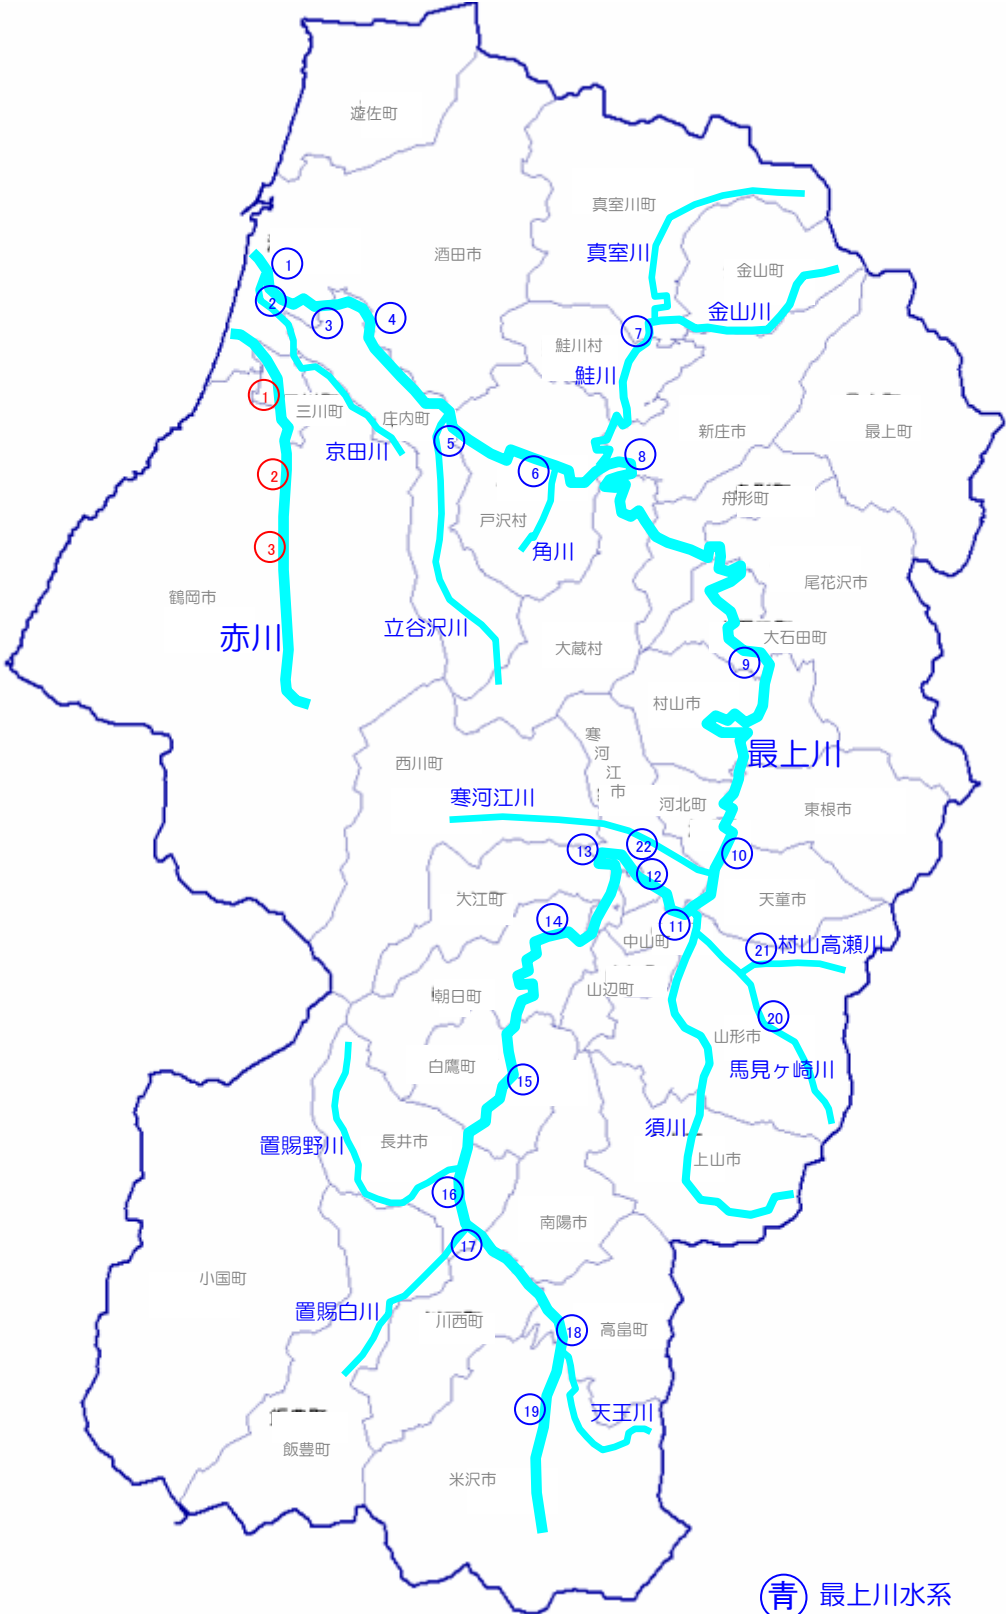 遊佐町
真室川町
酒田市
真室川
金山町
1
2
3
4
金山川
7
鮭川村
鮭川
1
三川町
庄内町
新庄市
最上町
京田川
5
8
2
6
舟形町
戸沢村
3
角川
尾花沢市
鶴岡市
赤川
立谷沢川
大蔵村
大石田町
9
村山市
最上川
西川町
寒河江市
寒河江川
河北町
東根市
13
22
10
12
大江町
天童市
14
11
中山町
21
村山高瀬川
朝日町
山辺町
20
山形市
白鷹町
15
馬見ヶ崎川
置賜野川
長井市
須川
上山市
16
南陽市
17
小国町
置賜白川
川西町
18
高畠町
19
天王川
飯豊町
米沢市
青 最上川水系